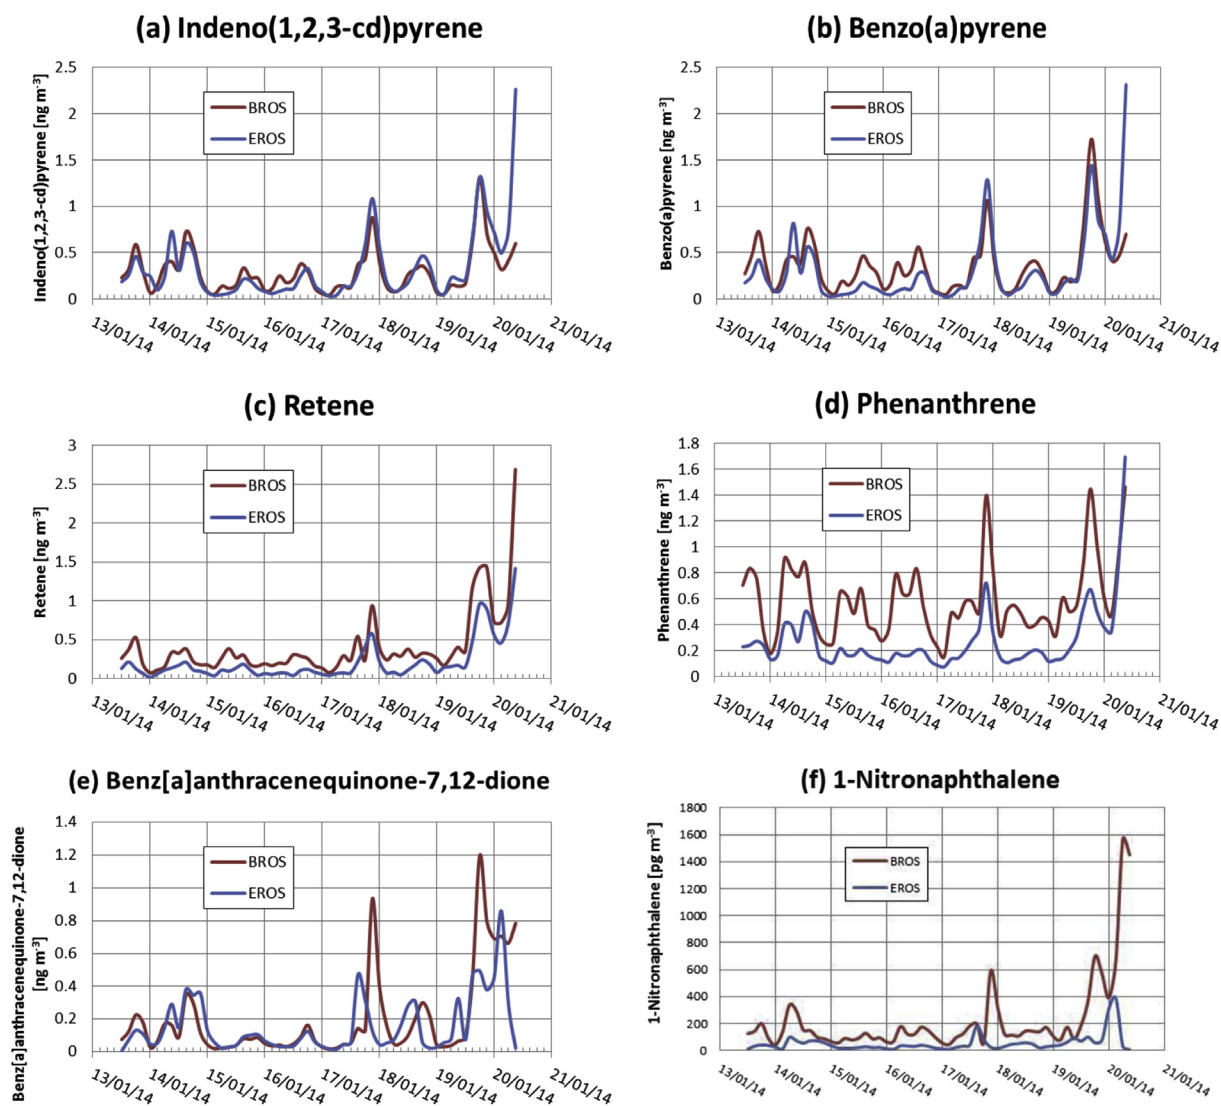 (a) Indeno(1,2,3-cd)pyrene
Indeno(1,2,3-cd)pyrene [ng m-3]
2.5
2
1.5
1
0.5
0
BROS
EROS
13/01/14 14/01/14 15/01/14 16/01/14 17/01/14 18/01/14 19/01/14 20/01/14 21/01/14
(b) Benzo(a)pyrene
Benzo(a)pyrene [ng m-3]
2.5
2
1.5
1
0.5
0
BROS
EROS
13/01/14 14/01/14 15/01/14 16/01/14 17/01/14 18/01/14 19/01/14 20/01/14 21/01/14
(c) Retene
Retene [ng m-3]
3
2.5
2
1.5
1
0.5
0
BROS
EROS
13/01/14 14/01/14 15/01/14 16/01/14 17/01/14 18/01/14 19/01/14 20/01/14 21/01/14
(d) Phenanthrene
Phenanthrene [ng m-3]
1.8
1.6
1.4
1.2
1
0.8
0.6
0.4
0.2
0
BROS
EROS
13/01/14 14/01/14 15/01/14 16/01/14 17/01/14 18/01/14 19/01/14 20/01/14 21/01/14
(e) Benz[a]anthracenequinone-7,12-dione
Benz[a]anthracenequinone-7,12-dione
[ng m-3]
1.4
1.2
1
0.8
0.6
0.4
0.2
0
BROS
EROS
13/01/14 14/01/14 15/01/14 16/01/14 17/01/14 18/01/14 19/01/14 20/01/14 21/01/14
(f) 1-Nitronaphthalene
1-Nitronaphthalene [pg m-3]
1800
1600
1400
1200
1000
800
600
400
200
0
BROS
EROS
13/01/14 14/01/14 15/01/14 16/01/14 17/01/14 18/01/14 19/01/14 20/01/14 21/01/14